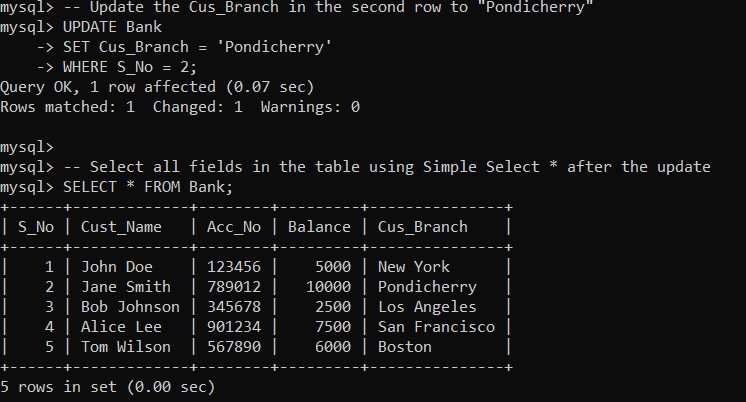 mysql> -- Update the Cus_Branch in the second row to "Pondicherry"
mysql> UPDATE Bank
    -> SET Cus_Branch = 'Pondicherry'
    -> WHERE S_No = 2;
Query OK, 1 row affected (0.07 sec)
Rows matched: 1  Changed: 1  Warnings: 0

mysql>
mysql> -- Select all fields in the table using Simple Select * after the update
mysql> SELECT * FROM Bank;
+------+-------------+--------+---------+---------------+
| S_No | Cust_Name   | Acc_No | Balance | Cus_Branch    |
+------+-------------+--------+---------+---------------+
|    1 | John Doe    | 123456 |    5000 | New York      |
|    2 | Jane Smith  | 789012 |   10000 | Pondicherry   |
|    3 | Bob Johnson | 345678 |    2500 | Los Angeles   |
|    4 | Alice Lee   | 901234 |    7500 | San Francisco |
|    5 | Tom Wilson  | 567890 |    6000 | Boston        |
+------+-------------+--------+---------+---------------+
5 rows in set (0.00 sec)